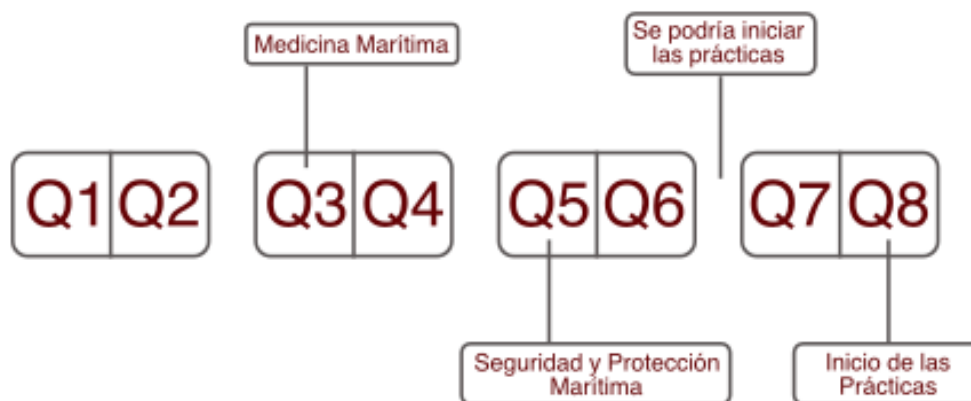 Medicina Marítima
Se podría iniciar
las prácticas
Q1 Q2 Q3 Q4 Q5 Q6 Q7 Q8
Seguridad y Protección
Marítima
Inicio de las
Prácticas